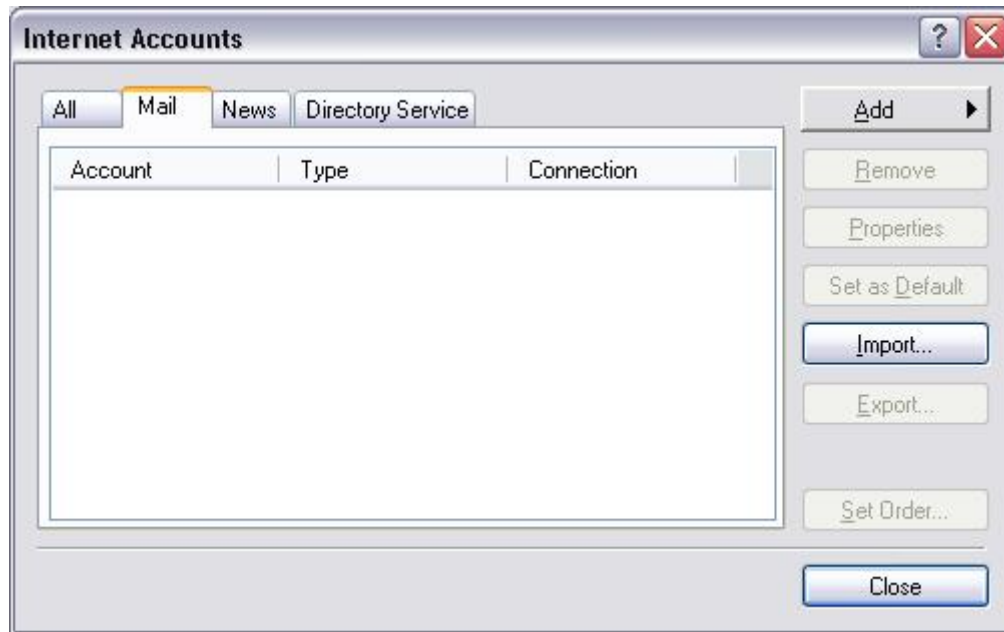 Internet Accounts
?
All Mail News Directory Service
Account Type Connection
Add
Remove
Properties
Set as Default
Import...
Export...
Set Order...
Close